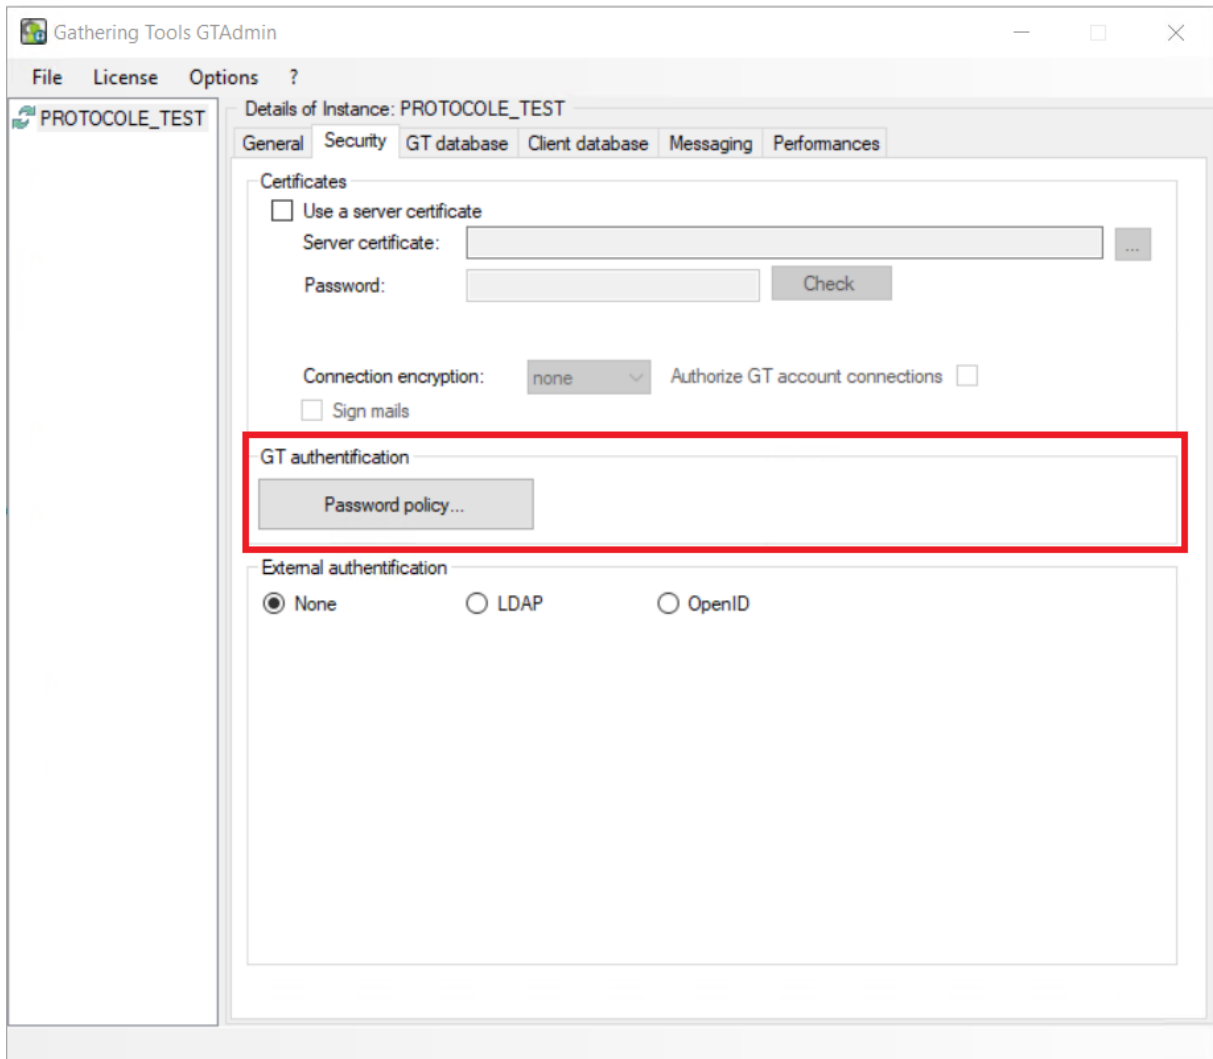 Gathering Tools GTAdmin
File License Options ?
PROTOCOLE_TEST
Details of Instance: PROTOCOLE_TEST
General Security GT database Client database Messaging Performances
Certificates
Use a server certificate
Server certificate: ...
Password: Check
Connection encryption: none Authorize GT account connections
Sign mails
GT authentification
Password policy...
External authentification
None LDAP OpenID